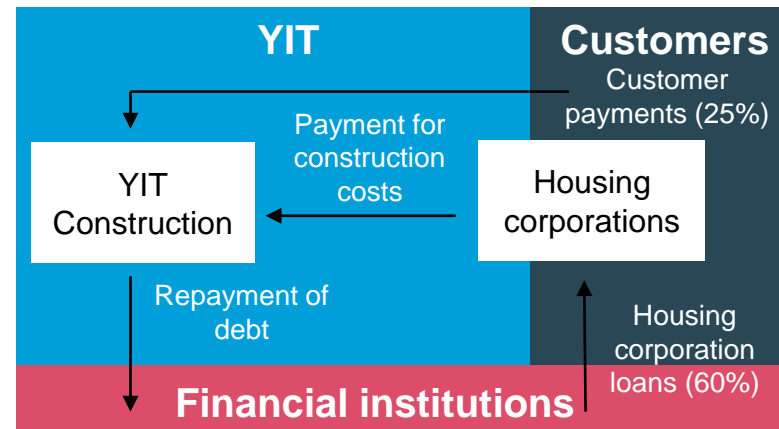 YIT
Customers
Customer
payments (25%)
Payment for
construction
costs
YIT
Construction
Housing
corporations
Repayment of
debt
Housing
corporation
loans (60%)
Financial institutions